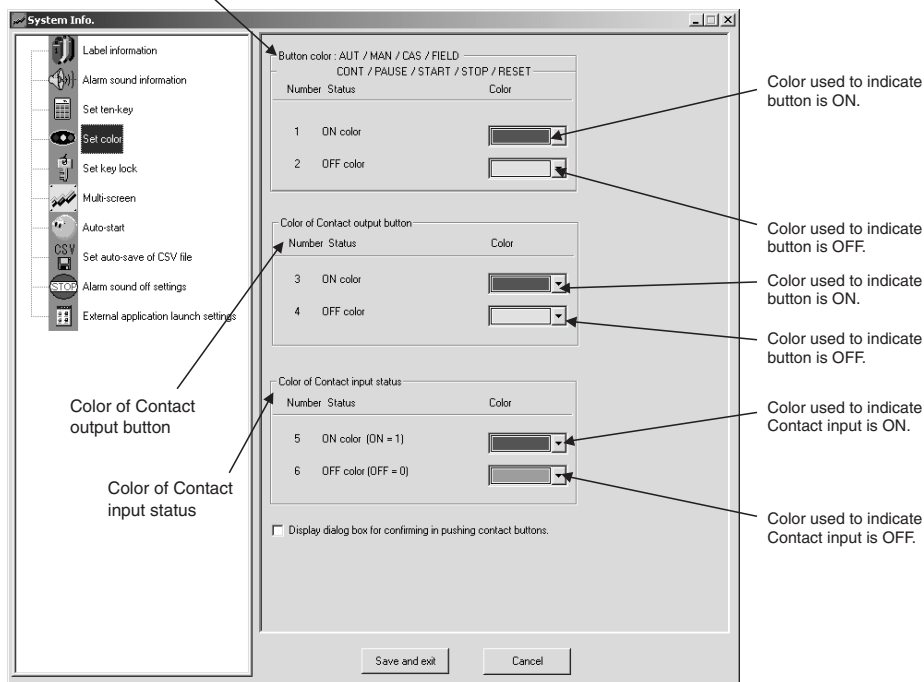 System Info.
Label information
Alarm sound information
Set ten-key
Set color
Set key lock
Multi-screen
Auto-start
CSV
Set auto-save of CSV file
STOP
Alarm sound off settings
External application launch settings
Color of Contact
output button
Color of Contact
input status
Button color : AUT / MAN / CAS / FIELD
CONT / PAUSE / START / STOP / RESET
Number Status Color
1 ON color
2 OFF color
Color of Contact output button
Number Status Color
3 ON color
4 OFF color
Color of Contact input status
Number Status Color
5 ON color (ON = 1)
6 OFF color (OFF = 0)
Display dialog box for confirming in pushing contact buttons.
Save and exit Cancel
Color used to indicate
button is ON.
Color used to indicate
button is OFF.
Color used to indicate
button is ON.
Color used to indicate
button is OFF.
Color used to indicate
Contact input is ON.
Color used to indicate
Contact input is OFF.